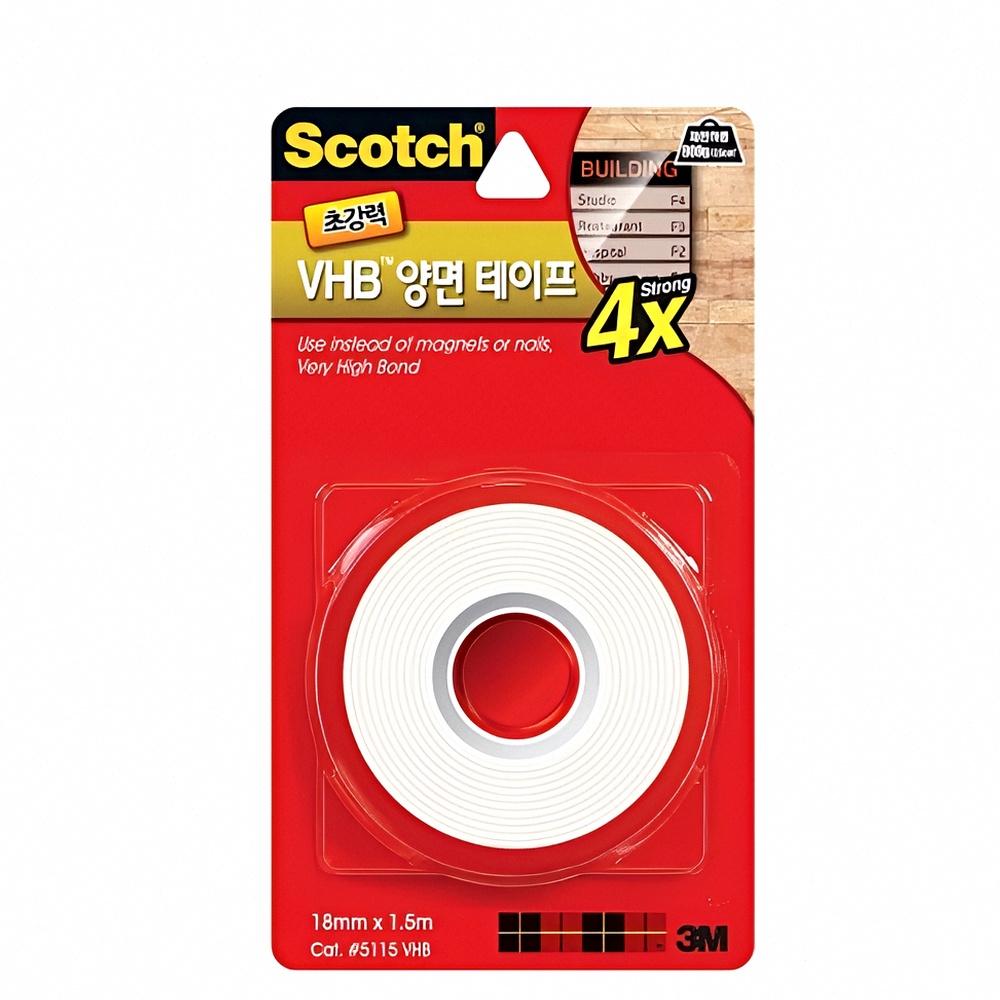 Scotch®
초강력
VHB™ 양면 테이프
Use instead of magnets or nails,
Very High Bond
BUILDING
Studio F4
F3
F2
Strong
4x
18mm x 1.5m
Cat. #5115 VHB
3M